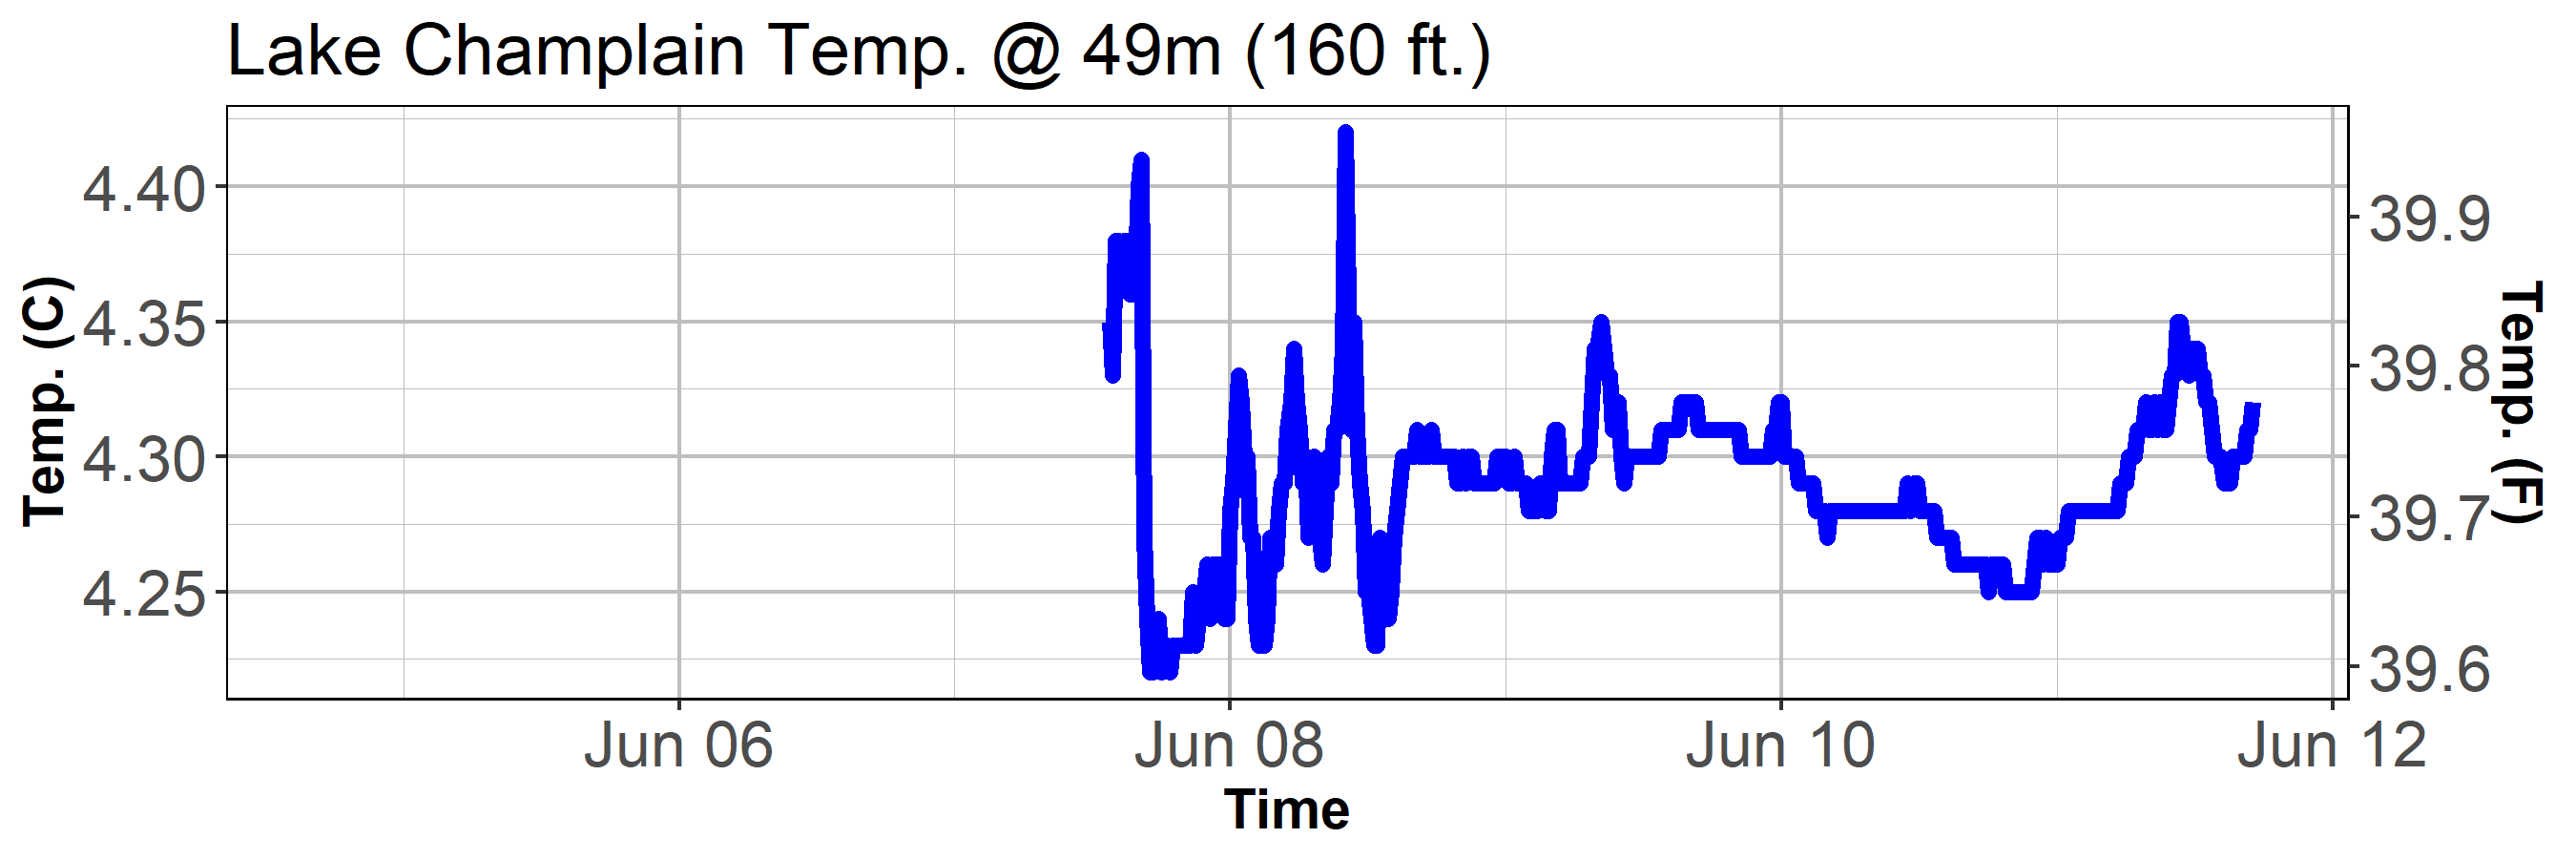 Lake Champlain Temp. @ 49m (160 ft.)
Temp. (C)
4.40
4.35
4.30
4.25
39.9
39.8
39.7
39.6
Temp. (F)
Jun 06
Jun 08
Jun 10
Jun 12
Time